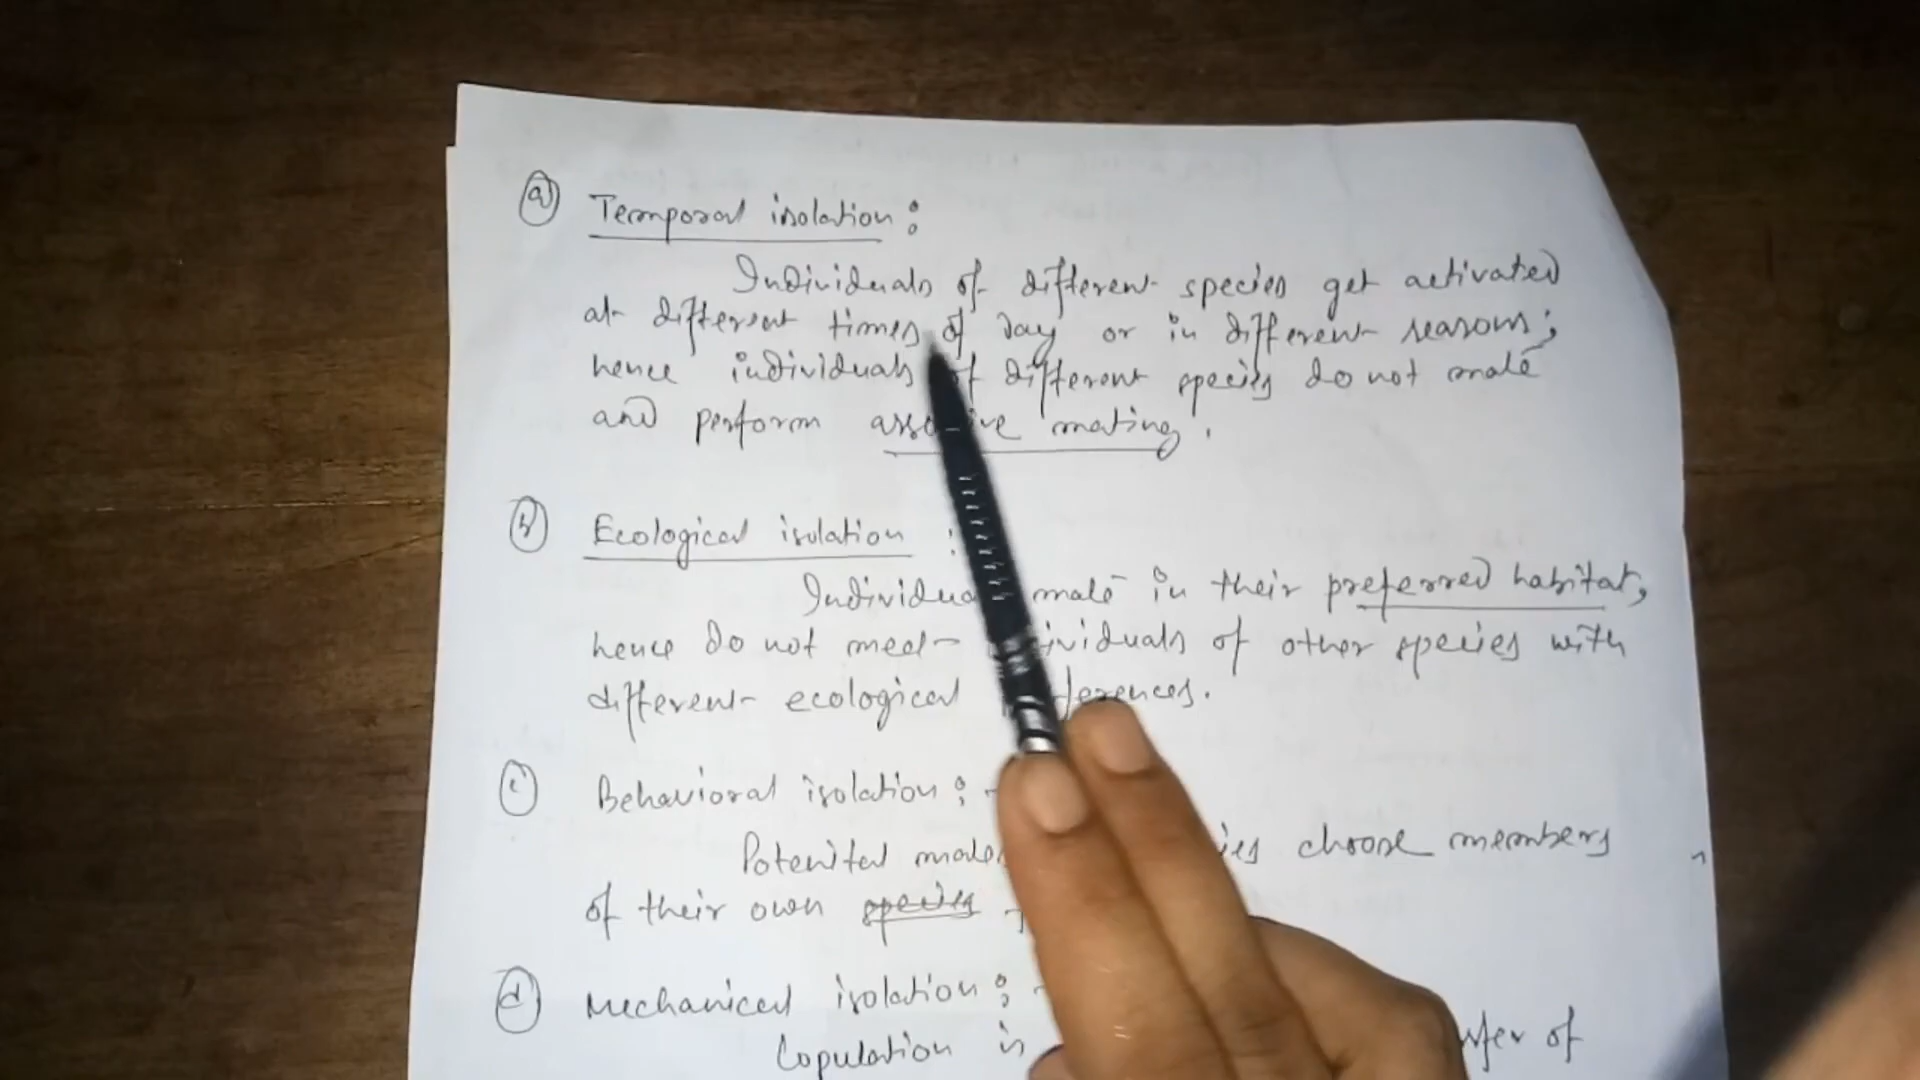 a Temporal isolation :
Individuals of different species get activated
at different times of day or in different seasons;
hence individuals of different species do not mate
and perform mating.
b Ecological isolation :
Individuals mate in their preferred habitat,
hence do not meet individuals of other species with
different ecological
c Behavioral isolation : -
Potenital mates choose members
of their own species
d Mechanical isolation : -
Copulation is of